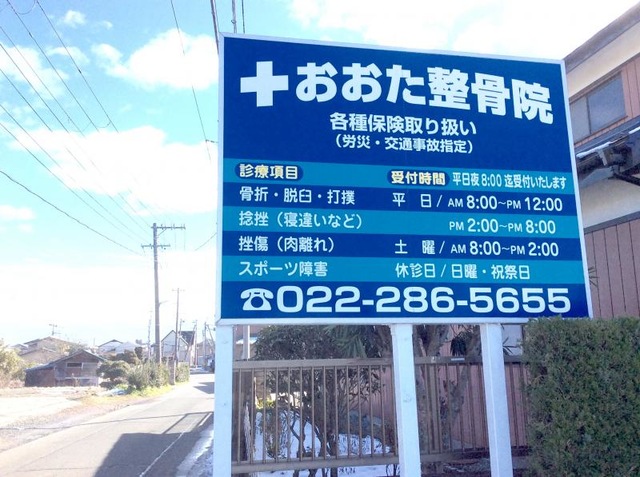 おおた整骨院
各種保険取り扱い
(労災・交通事故指定)
診療項目
骨折・脱臼・打撲
捻挫(寝違いなど)
挫傷(肉離れ)
スポーツ障害
受付時間 平日夜8:00迄受付いたします
平 日/AM 8:00~PM 12:00
PM 2:00~PM 8:00
土 曜/AM 8:00~PM 2:00
休診日/日曜・祝祭日
☎022-286-5655